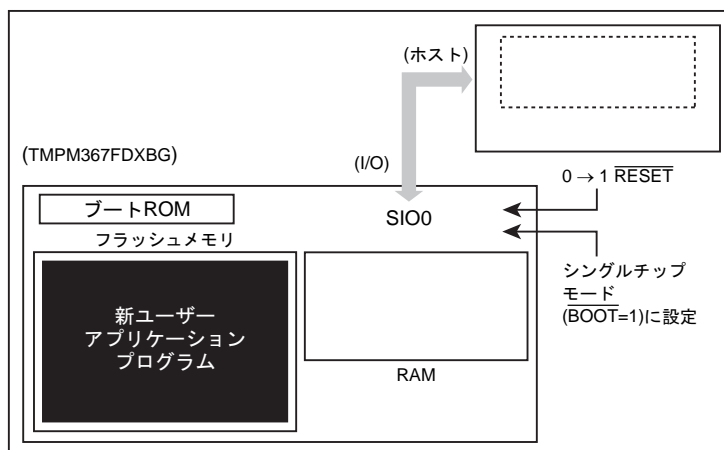 (ホスト)
(TMPM367FDXBG)
(I/O)
0 → 1 RESET
ブートROM
SIO0
フラッシュメモリ
シングルチップ
モード
(BOOT=1)に設定
新ユーザー
アプリケーション
プログラム
RAM